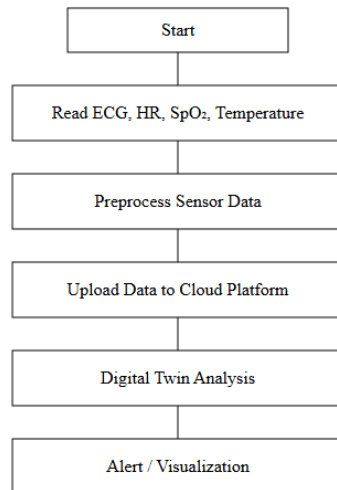 Start
Read ECG, HR, SpO₂, Temperature
Preprocess Sensor Data
Upload Data to Cloud Platform
Digital Twin Analysis
Alert / Visualization